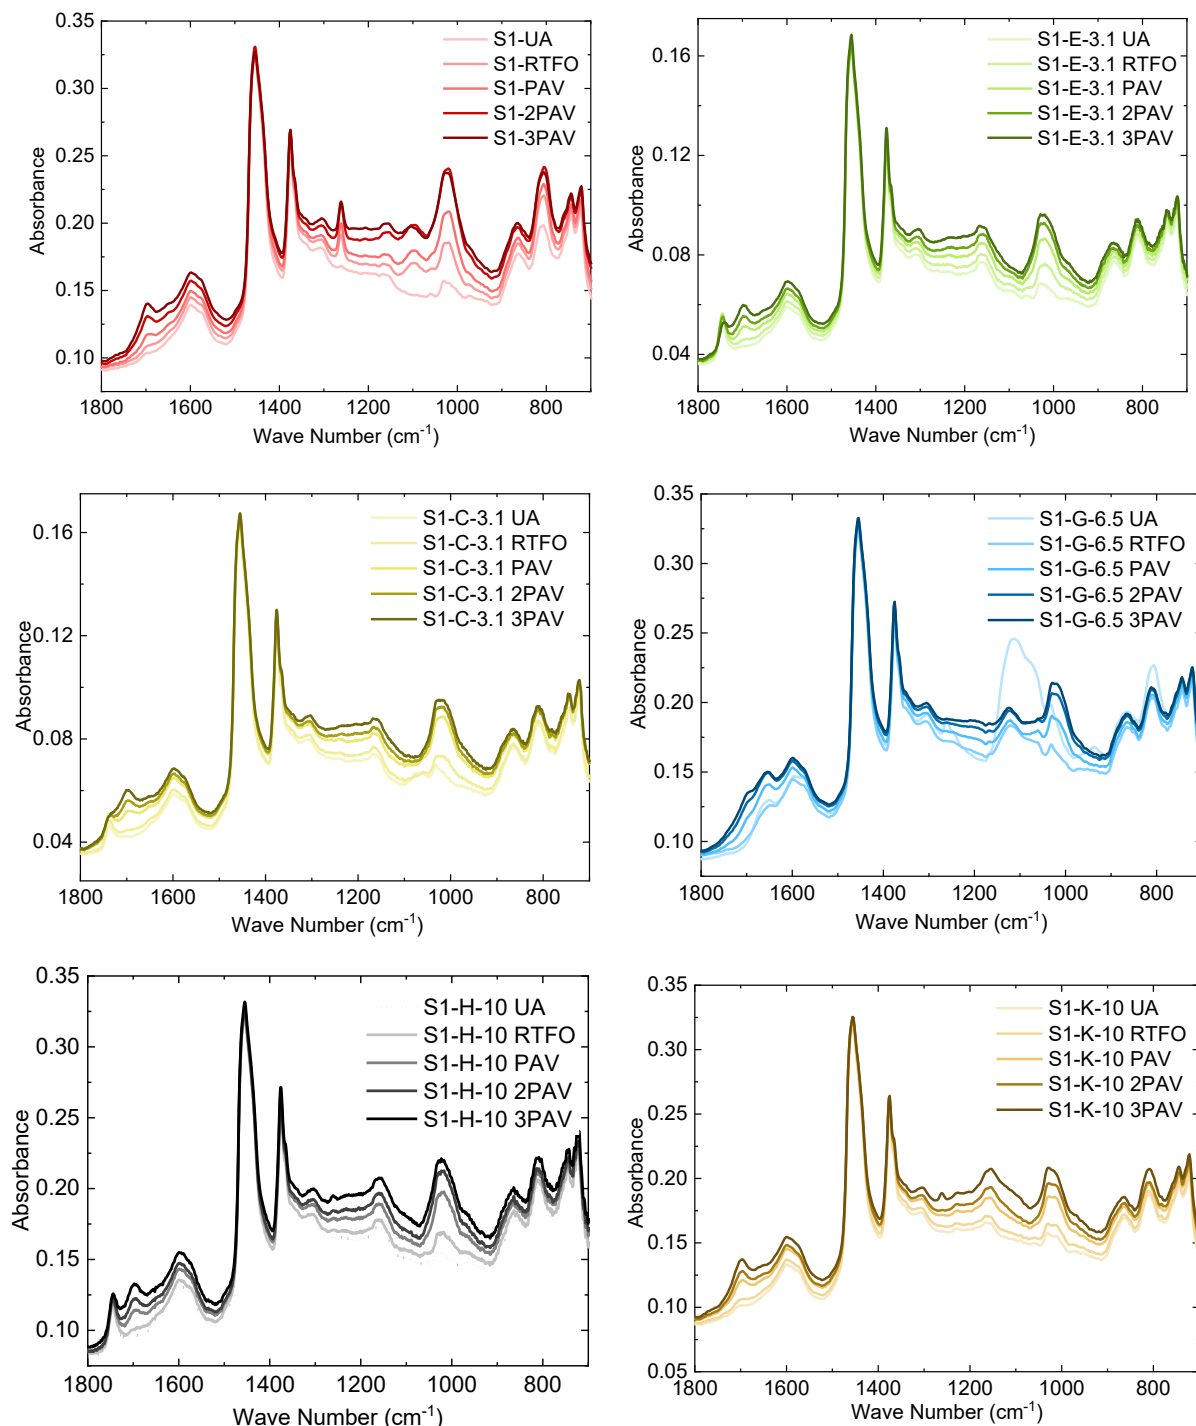 0.35
0.30
0.25
0.20
0.15
0.10
Absorbance
S1-UA
S1-RTFO
S1-PAV
S1-2PAV
S1-3PAV
1800 1600 1400 1200 1000 800
Wave Number (cm⁻¹)
0.16
0.12
0.08
0.04
Absorbance
S1-E-3.1 UA
S1-E-3.1 RTFO
S1-E-3.1 PAV
S1-E-3.1 2PAV
S1-E-3.1 3PAV
1800 1600 1400 1200 1000 800
Wave Number (cm⁻¹)
0.16
0.12
0.08
0.04
Absorbance
S1-C-3.1 UA
S1-C-3.1 RTFO
S1-C-3.1 PAV
S1-C-3.1 2PAV
S1-C-3.1 3PAV
1800 1600 1400 1200 1000 800
Wave Number (cm⁻¹)
0.35
0.30
0.25
0.20
0.15
0.10
Absorbance
S1-G-6.5 UA
S1-G-6.5 RTFO
S1-G-6.5 PAV
S1-G-6.5 2PAV
S1-G-6.5 3PAV
1800 1600 1400 1200 1000 800
Wave Number (cm⁻¹)
0.35
0.30
0.25
0.20
0.15
0.10
Absorbance
S1-H-10 UA
S1-H-10 RTFO
S1-H-10 PAV
S1-H-10 2PAV
S1-H-10 3PAV
1800 1600 1400 1200 1000 800
Wave Number (cm⁻¹)
0.35
0.30
0.25
0.20
0.15
0.10
0.05
Absorbance
S1-K-10 UA
S1-K-10 RTFO
S1-K-10 PAV
S1-K-10 2PAV
S1-K-10 3PAV
1800 1600 1400 1200 1000 800
Wave Number (cm⁻¹)